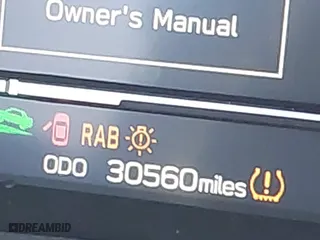 Owner's Manual
RAB
ODO 30560miles
DREAMBID